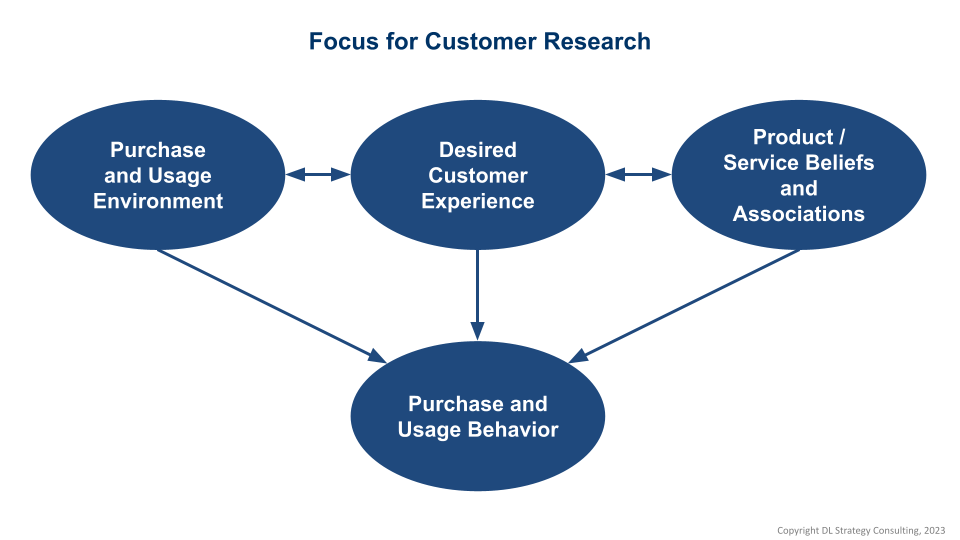 Focus for Customer Research
Purchase
and Usage
Environment
Desired
Customer
Experience
Product /
Service Beliefs
and
Associations
Purchase and
Usage Behavior
Copyright DL Strategy Consulting, 2023